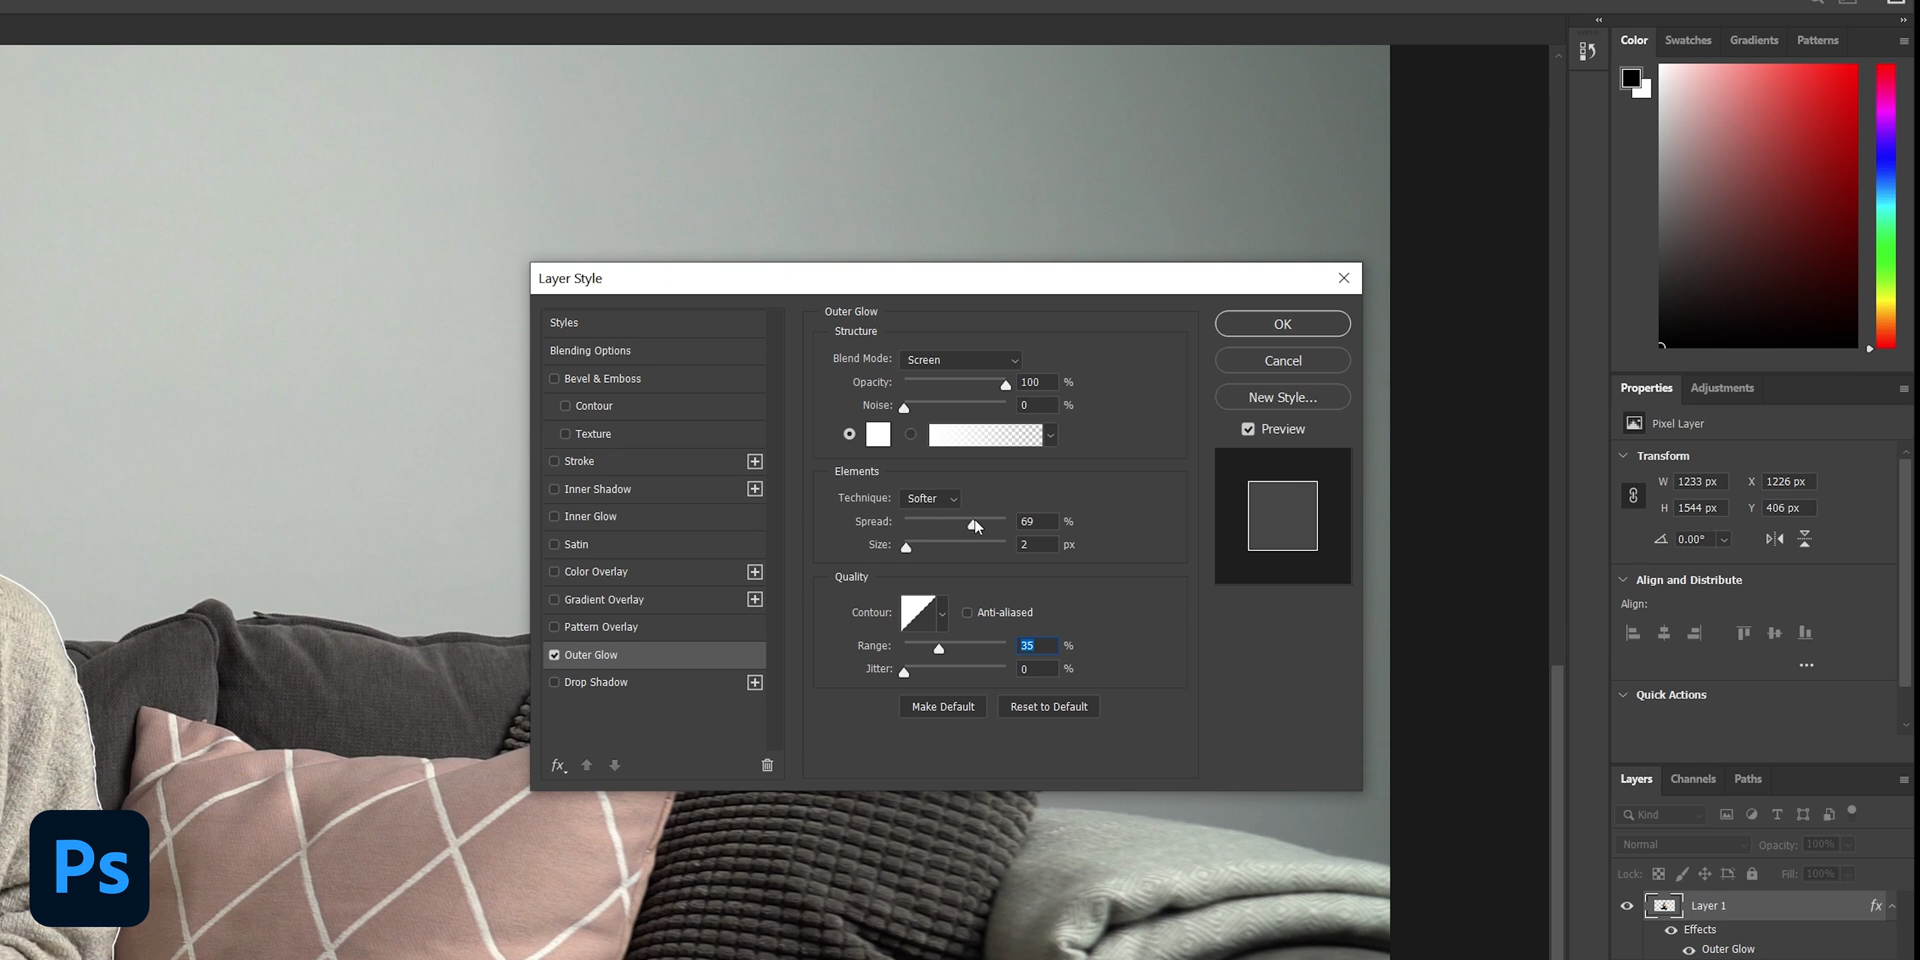 Color Swatches Gradients Patterns
Layer Style
Styles
Blending Options
Bevel & Emboss
Contour
Texture
Stroke
Inner Shadow
Inner Glow
Satin
Color Overlay
Gradient Overlay
Pattern Overlay
Outer Glow
Drop Shadow
fx
Outer Glow
Structure
Blend Mode: Screen
Opacity: 100 %
Noise: 0 %
Elements
Technique: Softer
Spread: 69 %
Size: 2 px
Quality
Contour: Anti-aliased
Range: 35 %
Jitter: 0 %
Make Default Reset to Default
OK
Cancel
New Style...
Preview
Properties Adjustments
Pixel Layer
Transform
W 1233 px X 1226 px
H 1544 px Y 406 px
0.00°
Align and Distribute
Align:
Quick Actions
Layers Channels Paths
Kind
Normal Opacity: 100%
Lock: Fill: 100%
Layer 1 fx
Effects
Outer Glow
Ps